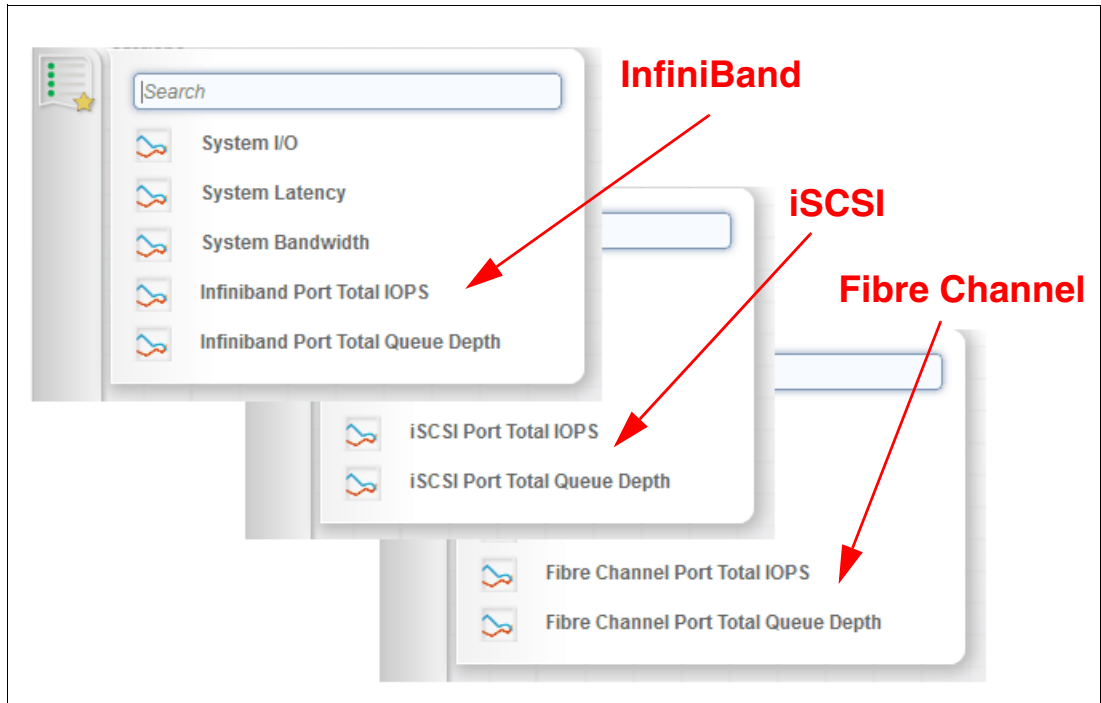 InfiniBand
Search
System I/O
System Latency
iSCSI
System Bandwidth
Fibre Channel
Infiniband Port Total IOPS
Infiniband Port Total Queue Depth
iSCSI Port Total IOPS
iSCSI Port Total Queue Depth
Fibre Channel Port Total IOPS
Fibre Channel Port Total Queue Depth